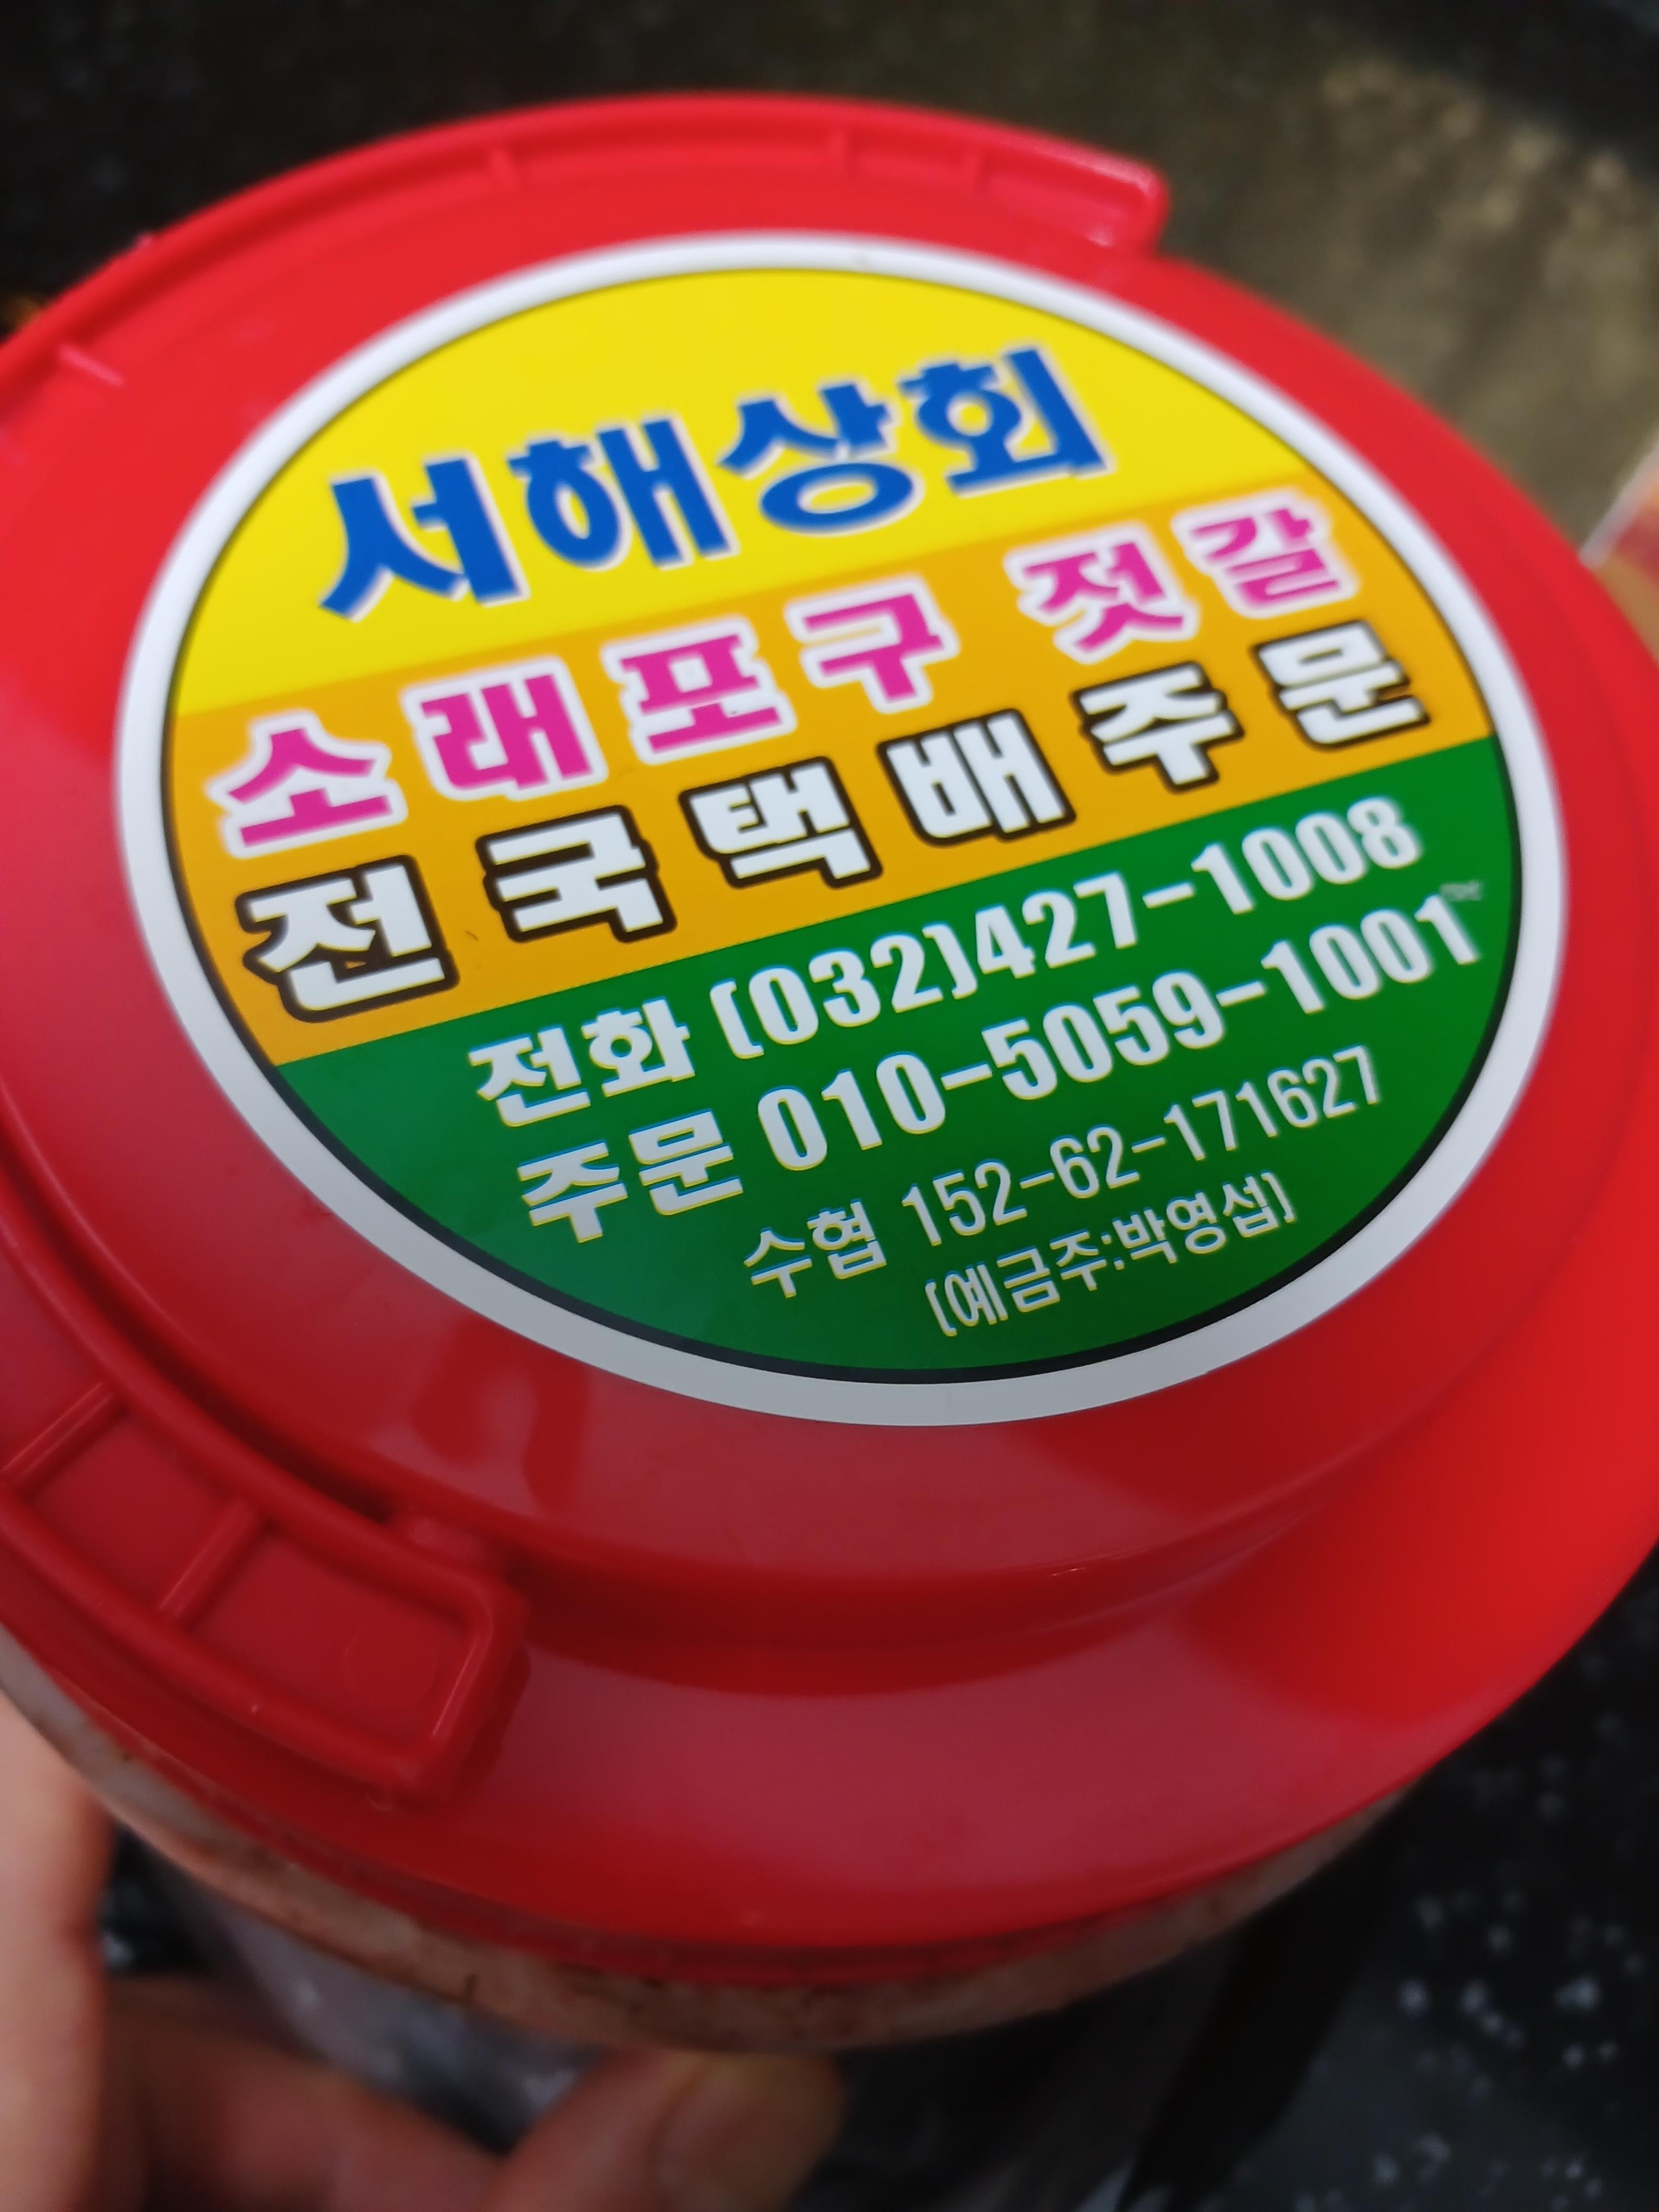 서해상회
소래포구 젓갈
전국택배주문
전화 (032)427-1008
주문 010-5059-1001
수협 152-62-171627
(예금주:박영섭)